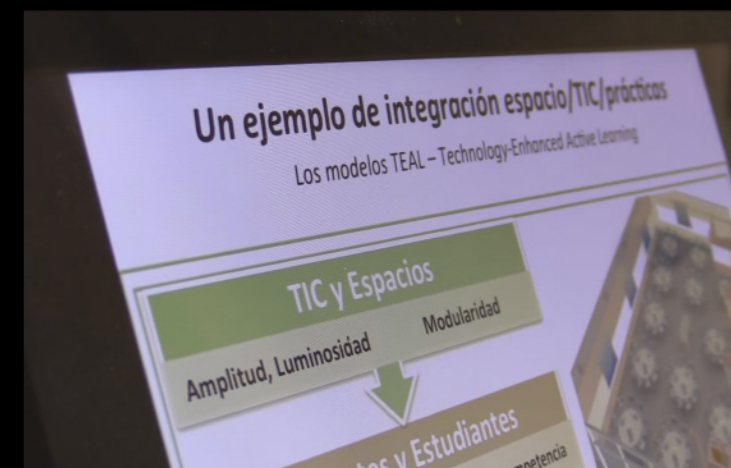 Un ejemplo de integración espacio/TIC/prácticas
Los modelos TEAL – Technology-Enhanced Active Learning
TIC y Espacios
Amplitud, Luminosidad Modularidad
y Estudiantes